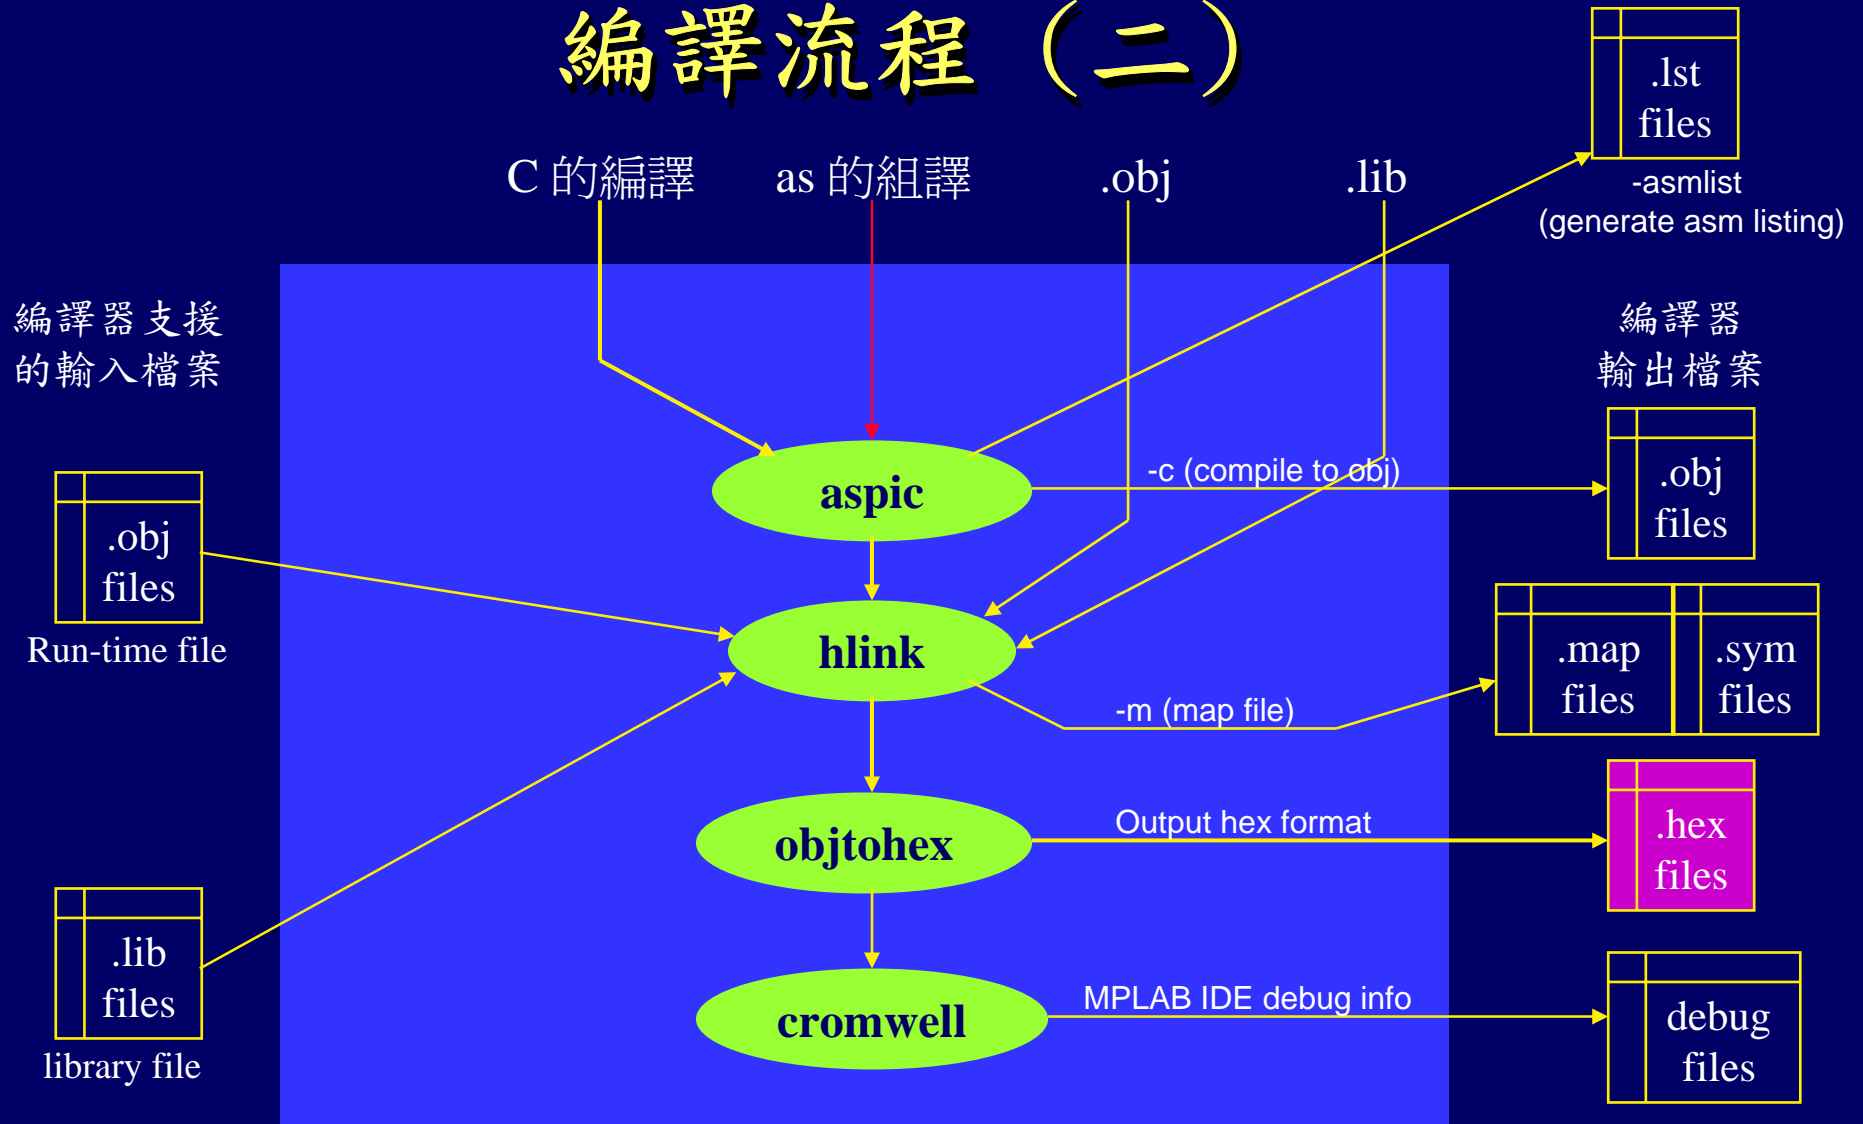 編譯流程（二）
.lst
files
-asmlist
(generate asm listing)
C 的編譯
as 的組譯
.obj
.lib
編譯器支援
的輸入檔案
編譯器
輸出檔案
aspic
-c (compile to obj)
.obj
files
.obj
files
Run-time file
hlink
-m (map file)
.map
files
.sym
files
objtohex
Output hex format
.hex
files
.lib
files
library file
cromwell
MPLAB IDE debug info
debug
files